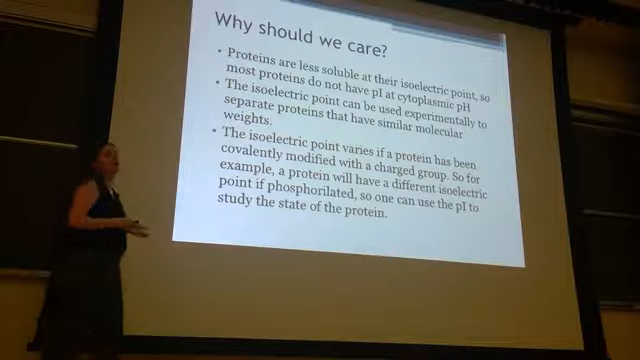 Why should we care?
• Proteins are less soluble at their isoelectric point, so
most proteins do not have pI at cytoplasmic pH
• The isoelectric point can be used experimentally to
separate proteins that have similar molecular
weights.
• The isoelectric point varies if a protein has been
covalently modified with a charged group. So for
example, a protein will have a different isoelectric
point if phosphorilated, so one can use the pI to
study the state of the protein.